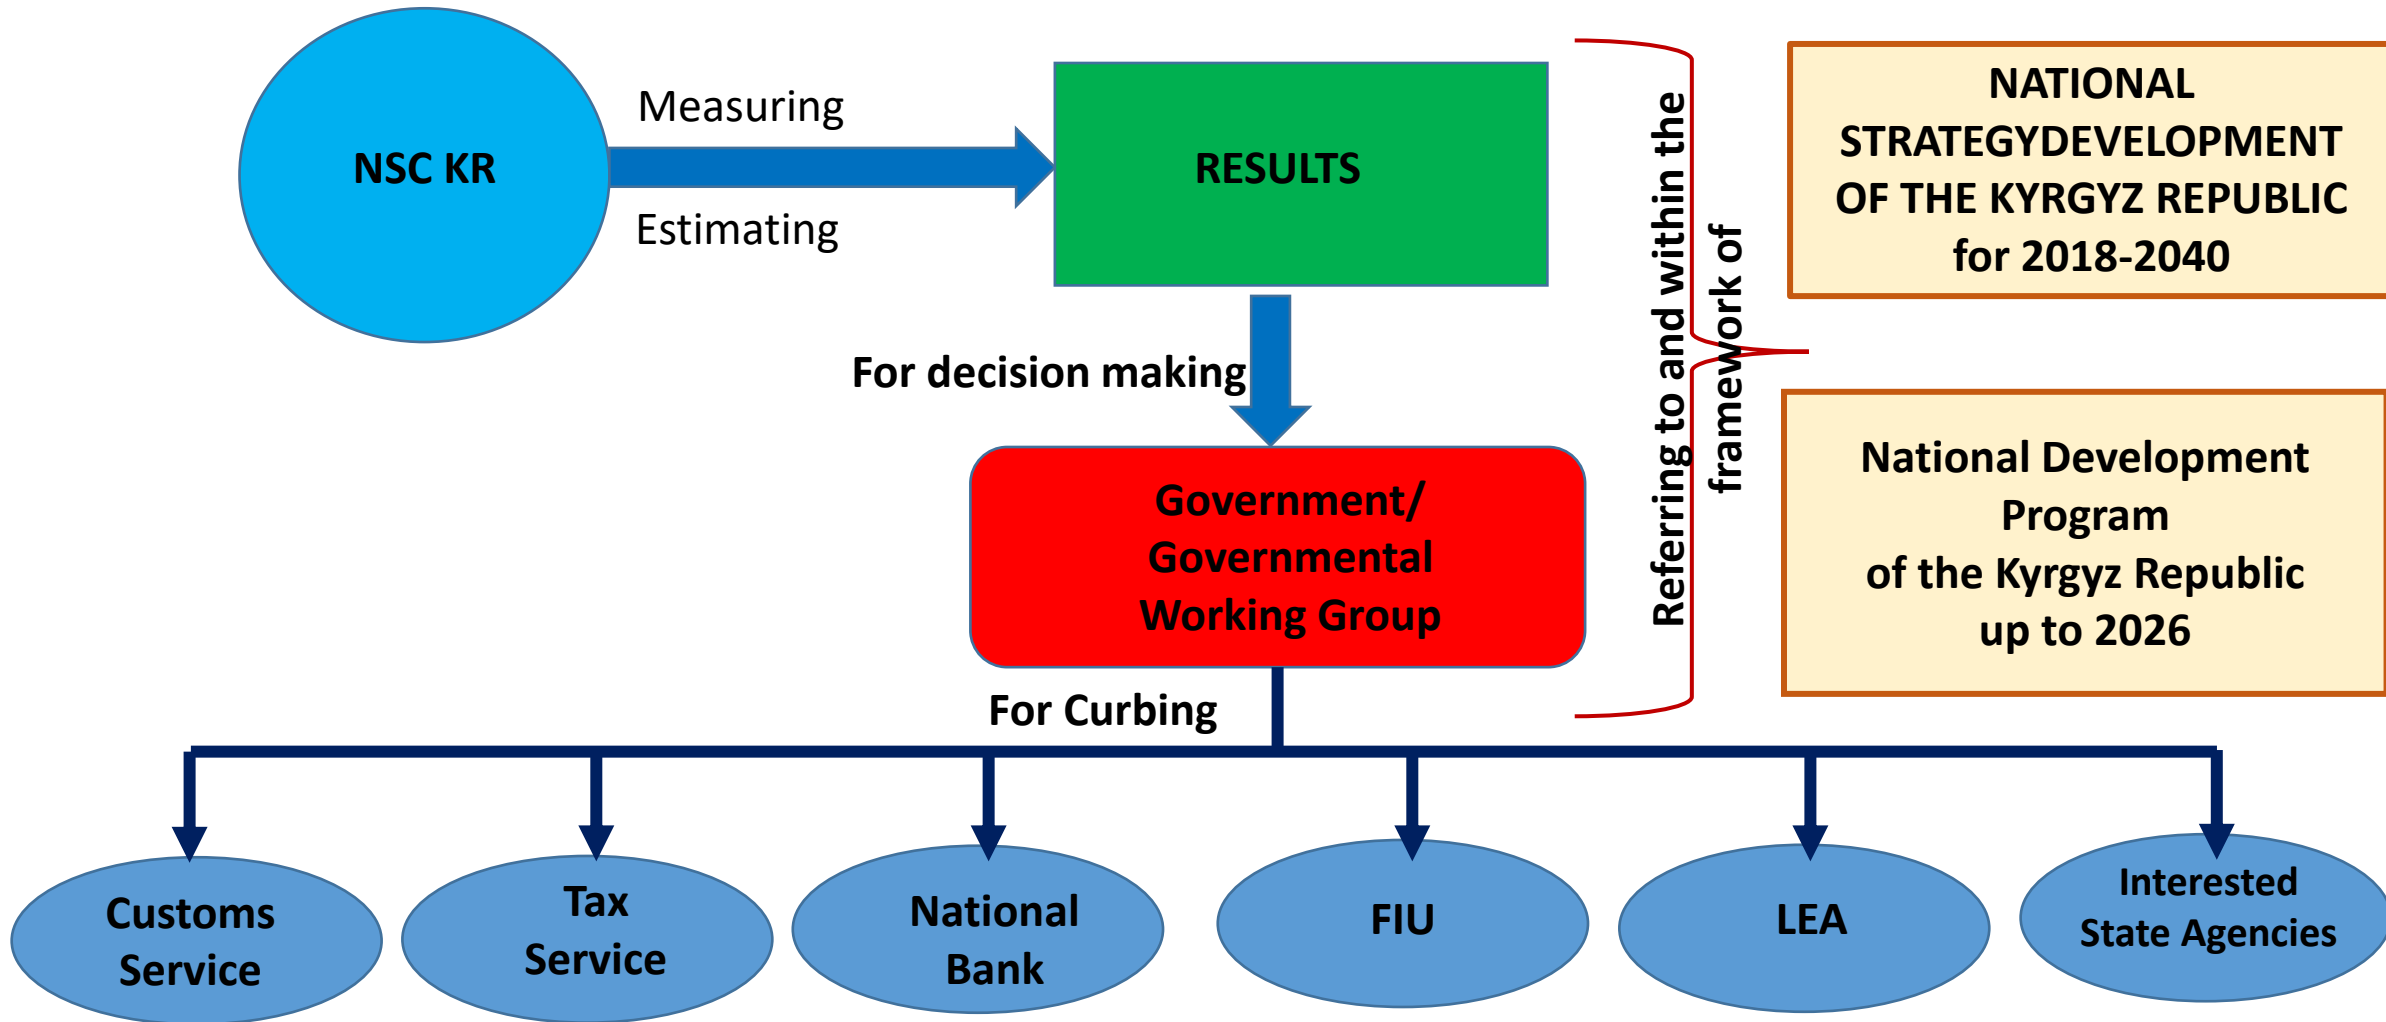 NSC KR
Measuring
Estimating
RESULTS
For decision making
Government/
Governmental
Working Group
For Curbing
Referring to and within the
framework of
NATIONAL
STRATEGYDEVELOPMENT
OF THE KYRGYZ REPUBLIC
for 2018-2040
National Development
Program
of the Kyrgyz Republic
up to 2026
Customs
Service
Tax
Service
National
Bank
FIU
LEA
Interested
State Agencies